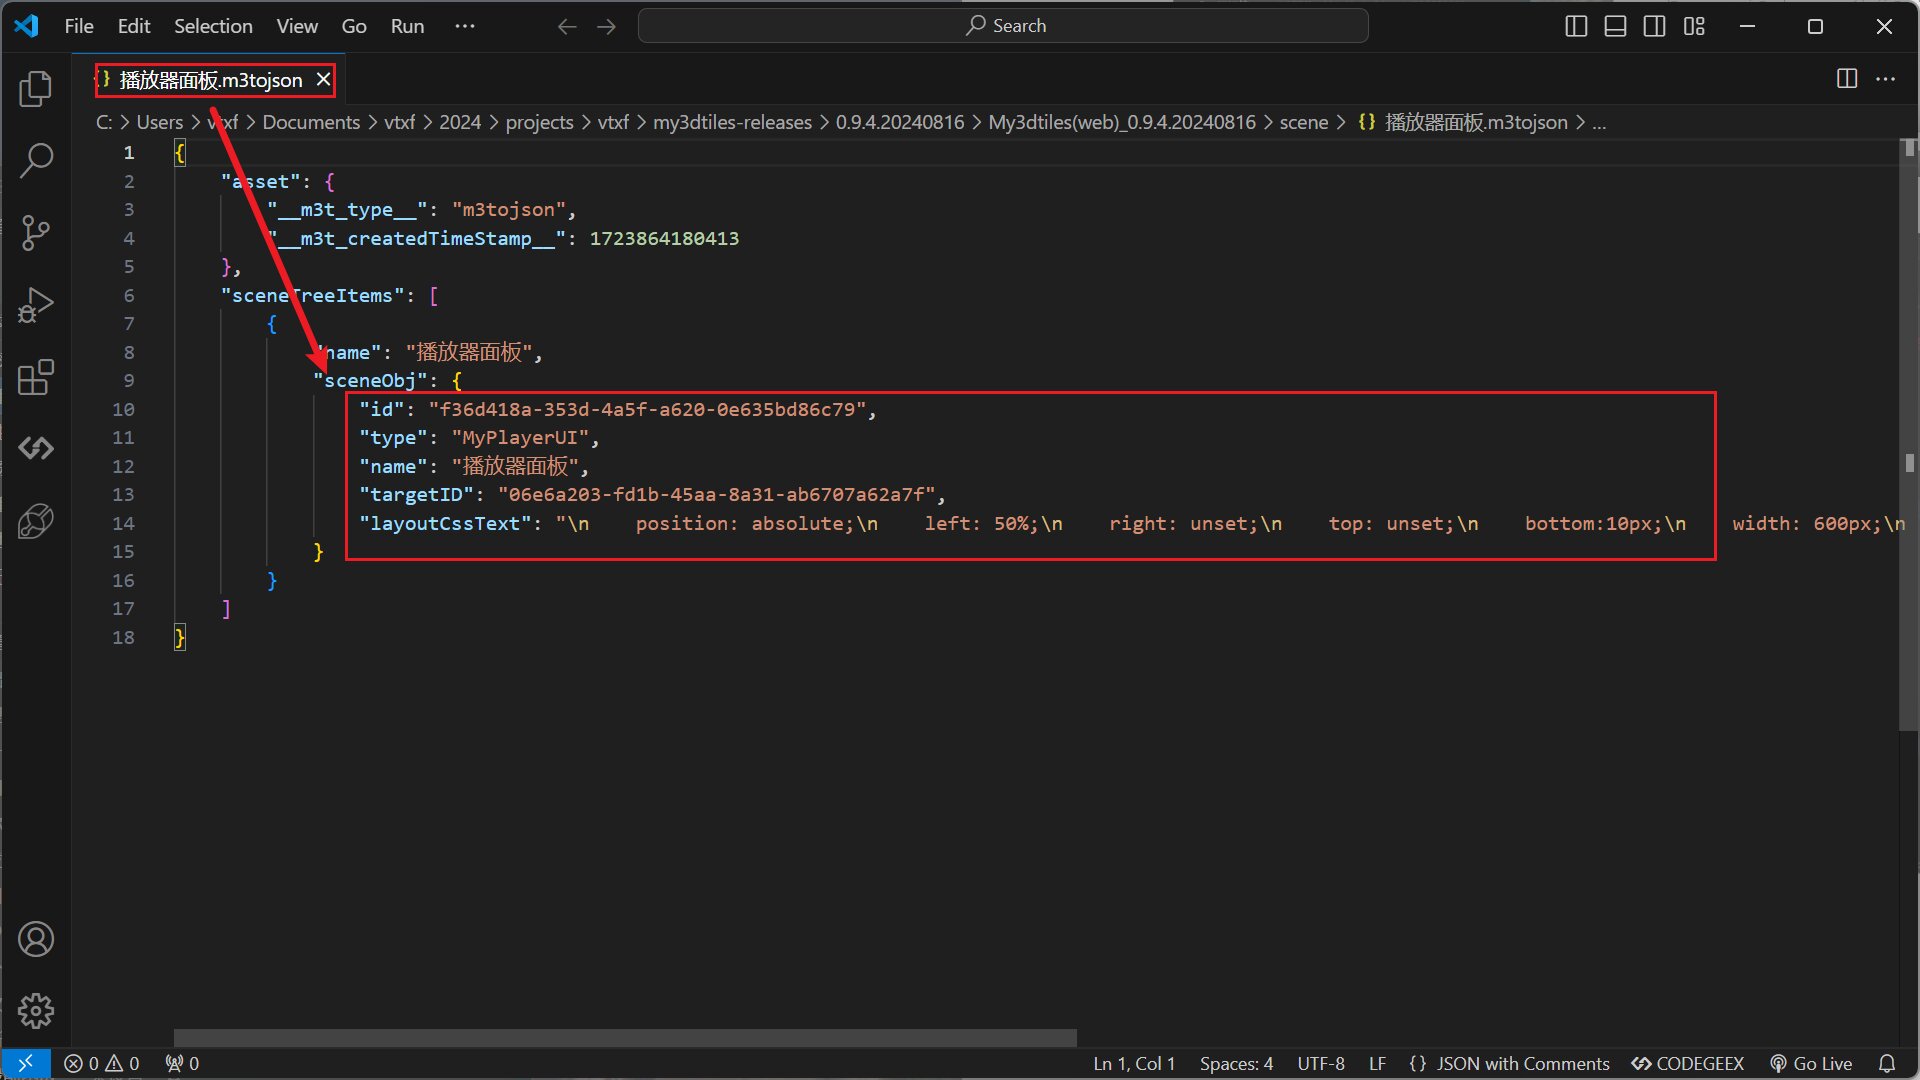 File Edit Selection View Go Run ··· Search
{} 播放器面板.m3tojson
C: > Users > vtxf > Documents > vtxf > 2024 > projects > vtxf > my3dtiles-releases > 0.9.4.20240816 > My3dtiles(web)_0.9.4.20240816 > scene > {} 播放器面板.m3tojson > ...
1 {
2 "asset": {
3 "__m3t_type__": "m3tojson",
4 "__m3t_createdTimeStamp__": 1723864180413
5 },
6 "sceneTreeItems": [
7 {
8 "name": "播放器面板",
9 "sceneObj": {
10 "id": "f36d418a-353d-4a5f-a620-0e635bd86c79",
11 "type": "MyPlayerUI",
12 "name": "播放器面板",
13 "targetID": "06e6a203-fd1b-45aa-8a31-ab6707a62a7f",
14 "layoutCssText": "\n    position: absolute;\n    left: 50%;\n    right: unset;\n    top: unset;\n    bottom:10px;\n    width: 600px;\n
15 }
16 }
17 ]
18 }
0 0 0 Ln 1, Col 1 Spaces: 4 UTF-8 LF {} JSON with Comments CODEGEEX Go Live